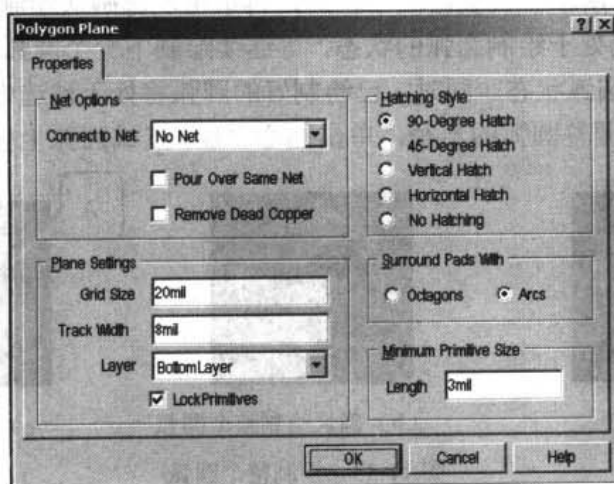 Polygon Plane
Properties
Net Options
Connect to Net No Net
Pour Over Same Net
Remove Dead Copper
Plane Settings
Grid Size 20mil
Track Width 8mil
Layer BottomLayer
LockPrimitives
Hatching Style
90-Degree Hatch
45-Degree Hatch
Vertical Hatch
Horizontal Hatch
No Hatching
Surround Pads With
Octagons Arcs
Minimum Primitive Size
Length 3mil
OK Cancel Help